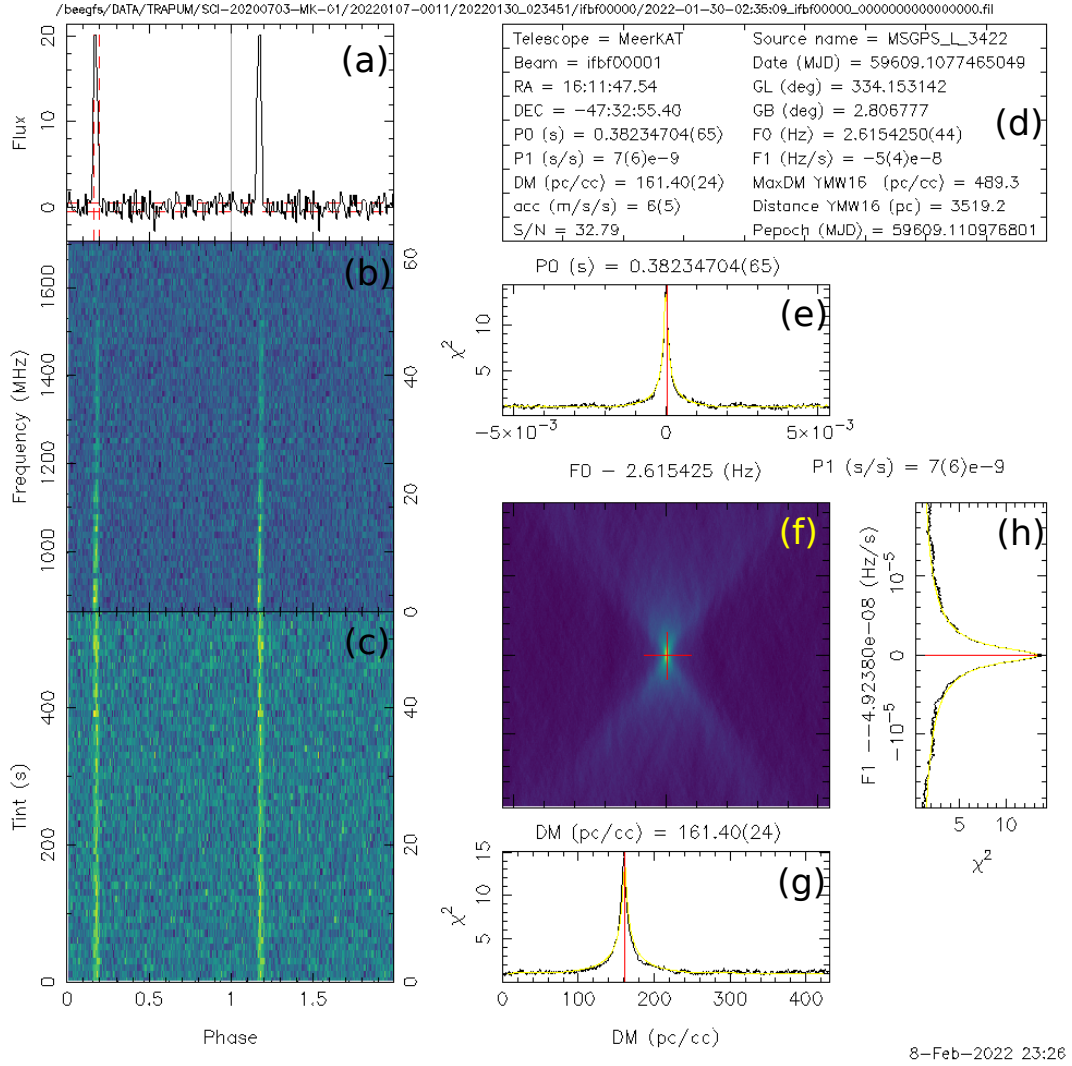 /beegfs/DATA/TRAPUM/SCI-20200703-MK-01/20220107-0011/20220130_023451/ifbf00000/2022-01-30-02:35:09_ifbf00000_0000000000000000.fil
(a)
20
10
0
Flux
(b)
1600
1400
1200
1000
Frequency (MHz)
60
40
20
0
(c)
400
200
0
Tint (s)
40
20
0
0 0.5 1 1.5
Phase
Telescope = MeerKAT Source name = MSGPS_L_3422
Beam = ifbf00001 Date (MJD) = 59609.1077465049
RA = 16:11:47.54 GL (deg) = 334.153142
DEC = -47:32:55.40 GB (deg) = 2.806777
(d)
P0 (s) = 0.38234704(65) F0 (Hz) = 2.6154250(44)
P1 (s/s) = 7(6)e-9 F1 (Hz/s) = -5(4)e-8
DM (pc/cc) = 161.40(24) MaxDM YMW16 (pc/cc) = 489.3
acc (m/s/s) = 6(5) Distance YMW16 (pc) = 3519.2
S/N = 32.79 Pepoch (MJD) = 59609.110976801
P0 (s) = 0.38234704(65)
(e)
10
5
χ²
−5×10⁻³ 0 5×10⁻³
F0 - 2.615425 (Hz)
P1 (s/s) = 7(6)e-9
(f)
(h)
F1 --4.92380e-08 (Hz/s)
10⁻⁵
0
−10⁻⁵
5 10
χ²
DM (pc/cc) = 161.40(24)
(g)
15
10
5
χ²
0 100 200 300 400
DM (pc/cc)
8-Feb-2022 23:26